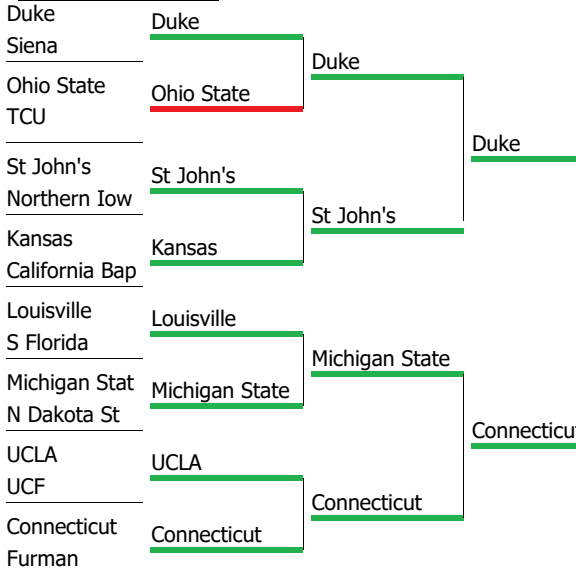 Duke
Siena
Ohio State
TCU
St John's
Northern Iow
Kansas
California Bap
Louisville
S Florida
Michigan Stat
N Dakota St
UCLA
UCF
Connecticut
Furman
Duke
Ohio State
St John's
Kansas
Louisville
Michigan State
UCLA
Connecticut
Duke
St John's
Michigan State
Connecticut
Duke
Connecticut